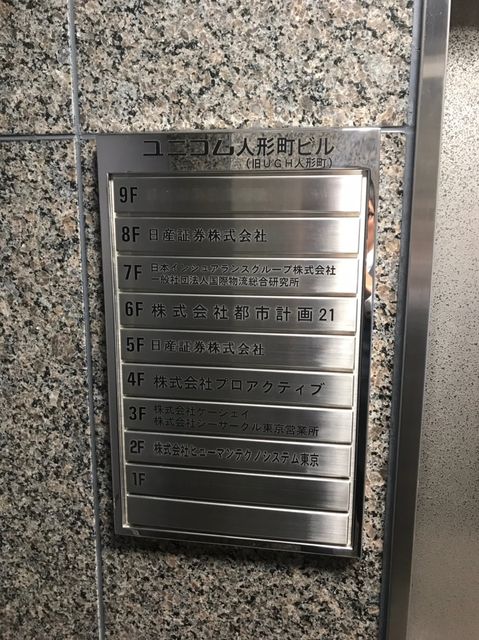 ユニコム人形町ビル
(旧UGH人形町)
9F
8F 日産証券株式会社
7F 日本インシュアランスグループ株式会社
一般社団法人国際物流総合研究所
6F 株式会社都市計画21
5F 日産証券株式会社
4F 株式会社プロアクティブ
3F 株式会社ケージェイ
株式会社シーサークル東京営業所
2F 株式会社ヒューマンテクノシステム東京
1F